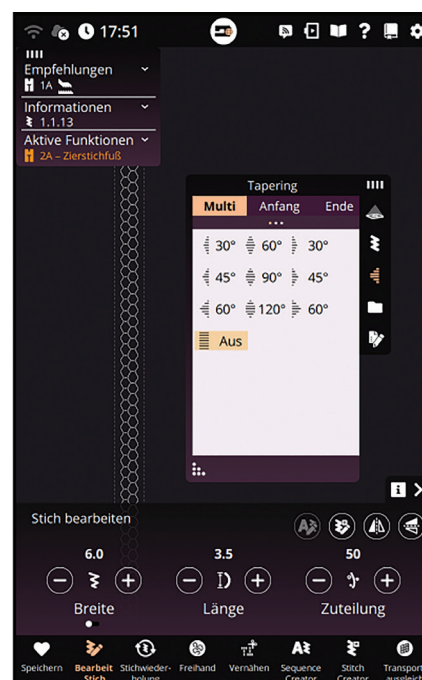 17:51
?
Empfehlungen
1A
Informationen
1.1.13
Aktive Funktionen
2A – Zierstichfuß
Tapering
Multi Anfang Ende
30° 60° 30°
45° 90° 45°
60° 120° 60°
Aus
i
Stich bearbeiten
6.0 3.5 50
Breite Länge Zuteilung
Speichern Bearbeit Stichwieder- Freihand Vernähen Sequence Stitch Transport
Stich holung Creator Creator ausgleich